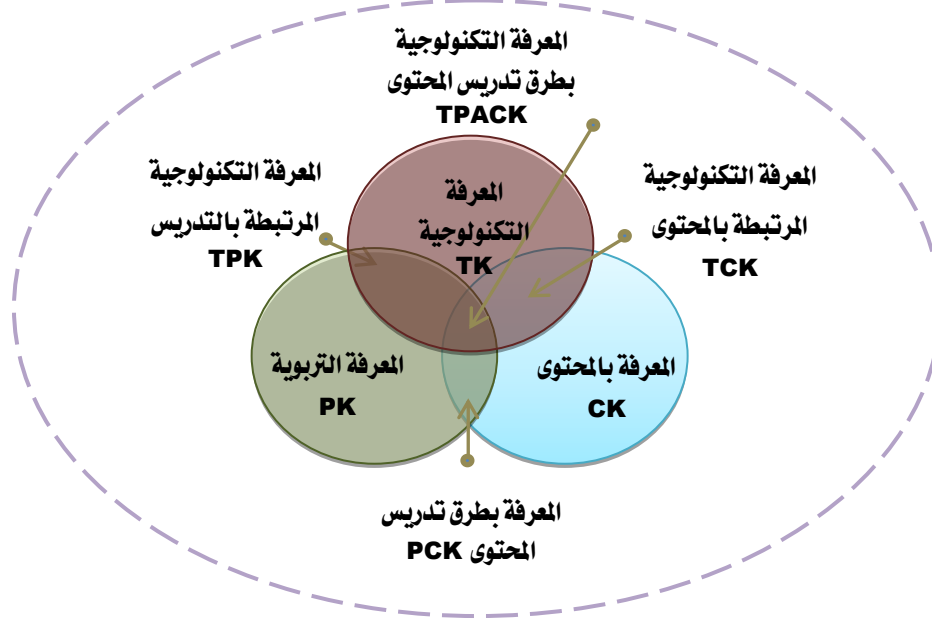 المعرفة التكنولوجية
بطرق تدريس المحتوى
TPACK
المعرفة التكنولوجية
المرتبطة بالمحتوى
TCK
المعرفة التكنولوجية
المرتبطة بالتدريس
TPK
المعرفة
التكنولوجية
TK
المعرفة بالمحتوى
CK
المعرفة التربوية
PK
المعرفة بطرق تدريس
المحتوى PCK